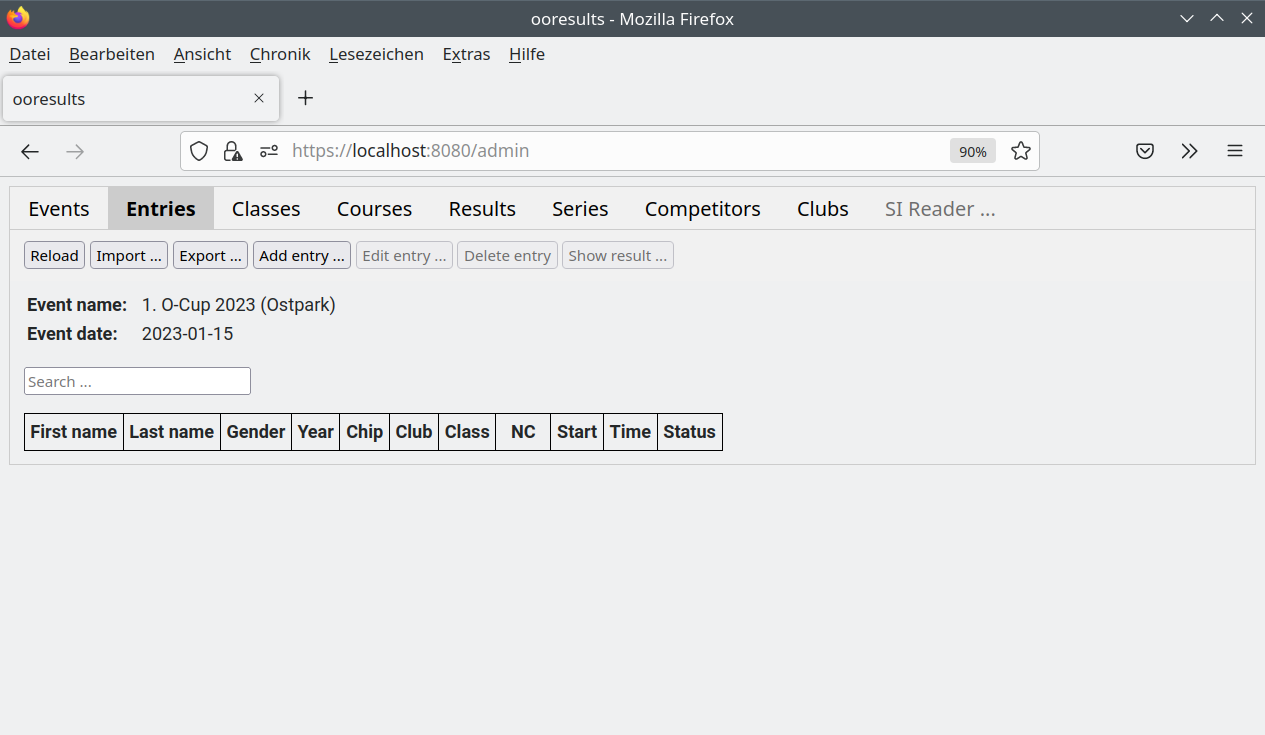 ooresults - Mozilla Firefox
Datei Bearbeiten Ansicht Chronik Lesezeichen Extras Hilfe
ooresults
https://localhost:8080/admin 90%
Events Entries Classes Courses Results Series Competitors Clubs SI Reader ...
Reload Import ... Export ... Add entry ... Edit entry ... Delete entry Show result ...
Event name: 1. O-Cup 2023 (Ostpark)
Event date: 2023-01-15
Search ...
First name Last name Gender Year Chip Club Class NC Start Time Status